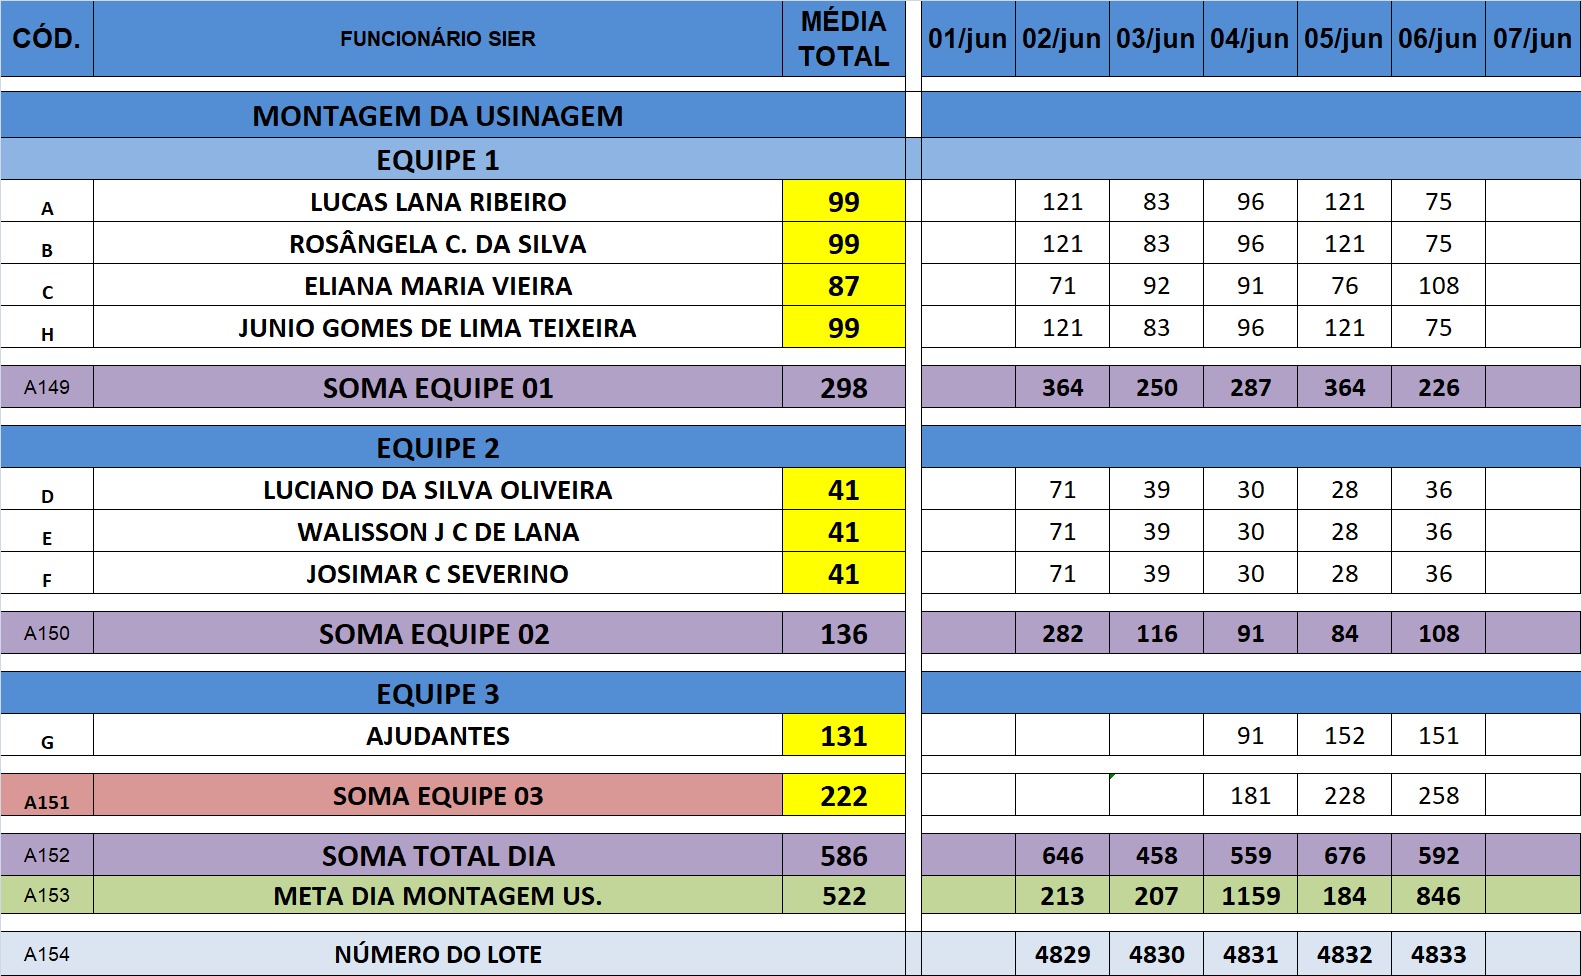 CÓD. FUNCIONÁRIO SIER MÉDIA TOTAL 01/jun 02/jun 03/jun 04/jun 05/jun 06/jun 07/jun
MONTAGEM DA USINAGEM
EQUIPE 1
A LUCAS LANA RIBEIRO 99 121 83 96 121 75
B ROSÂNGELA C. DA SILVA 99 121 83 96 121 75
C ELIANA MARIA VIEIRA 87 71 92 91 76 108
H JUNIO GOMES DE LIMA TEIXEIRA 99 121 83 96 121 75
A149 SOMA EQUIPE 01 298 364 250 287 364 226
EQUIPE 2
D LUCIANO DA SILVA OLIVEIRA 41 71 39 30 28 36
E WALISSON J C DE LANA 41 71 39 30 28 36
F JOSIMAR C SEVERINO 41 71 39 30 28 36
A150 SOMA EQUIPE 02 136 282 116 91 84 108
EQUIPE 3
G AJUDANTES 131 91 152 151
A151 SOMA EQUIPE 03 222 181 228 258
A152 SOMA TOTAL DIA 586 646 458 559 676 592
A153 META DIA MONTAGEM US. 522 213 207 1159 184 846
A154 NÚMERO DO LOTE 4829 4830 4831 4832 4833